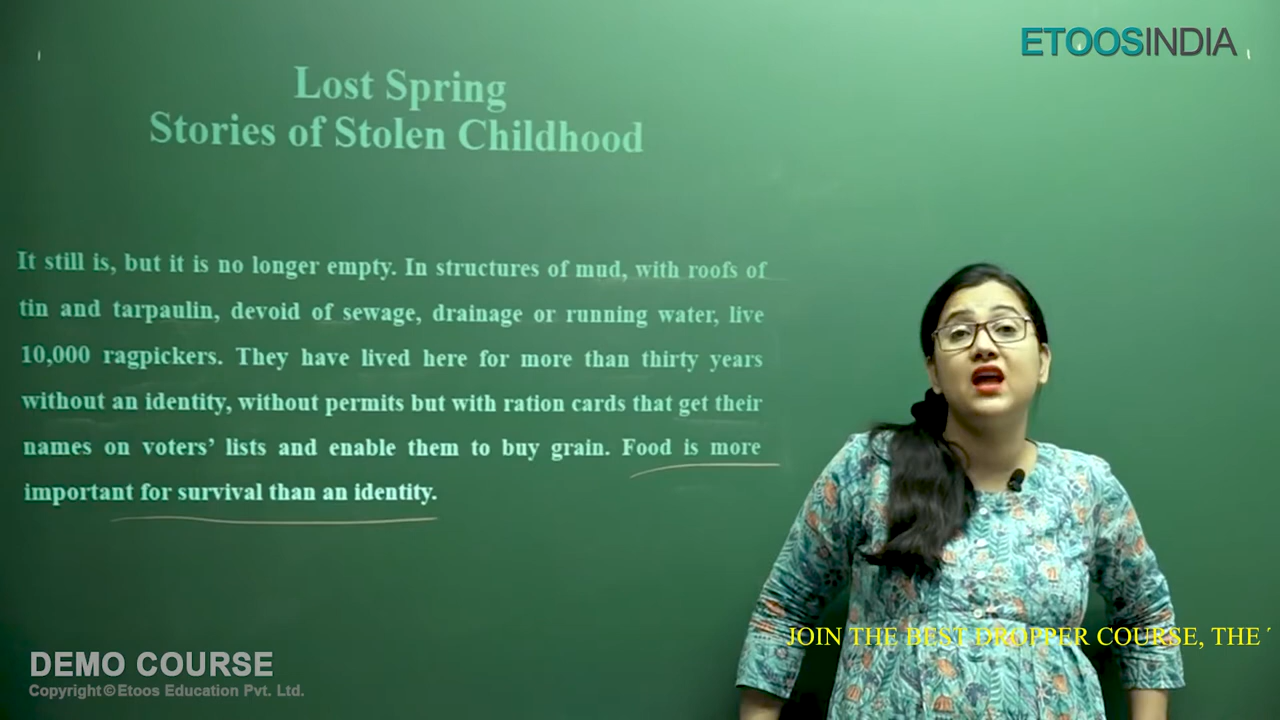 ETOOSINDIA
Lost Spring
Stories of Stolen Childhood
It still is, but it is no longer empty. In structures of mud, with roofs of
tin and tarpaulin, devoid of sewage, drainage or running water, live
10,000 ragpickers. They have lived here for more than thirty years
without an identity, without permits but with ration cards that get their
names on voters’ lists and enable them to buy grain. Food is more
important for survival than an identity.
JOIN THE BEST DROPPER COURSE, THE
DEMO COURSE
Copyright©Etoos Education Pvt. Ltd.